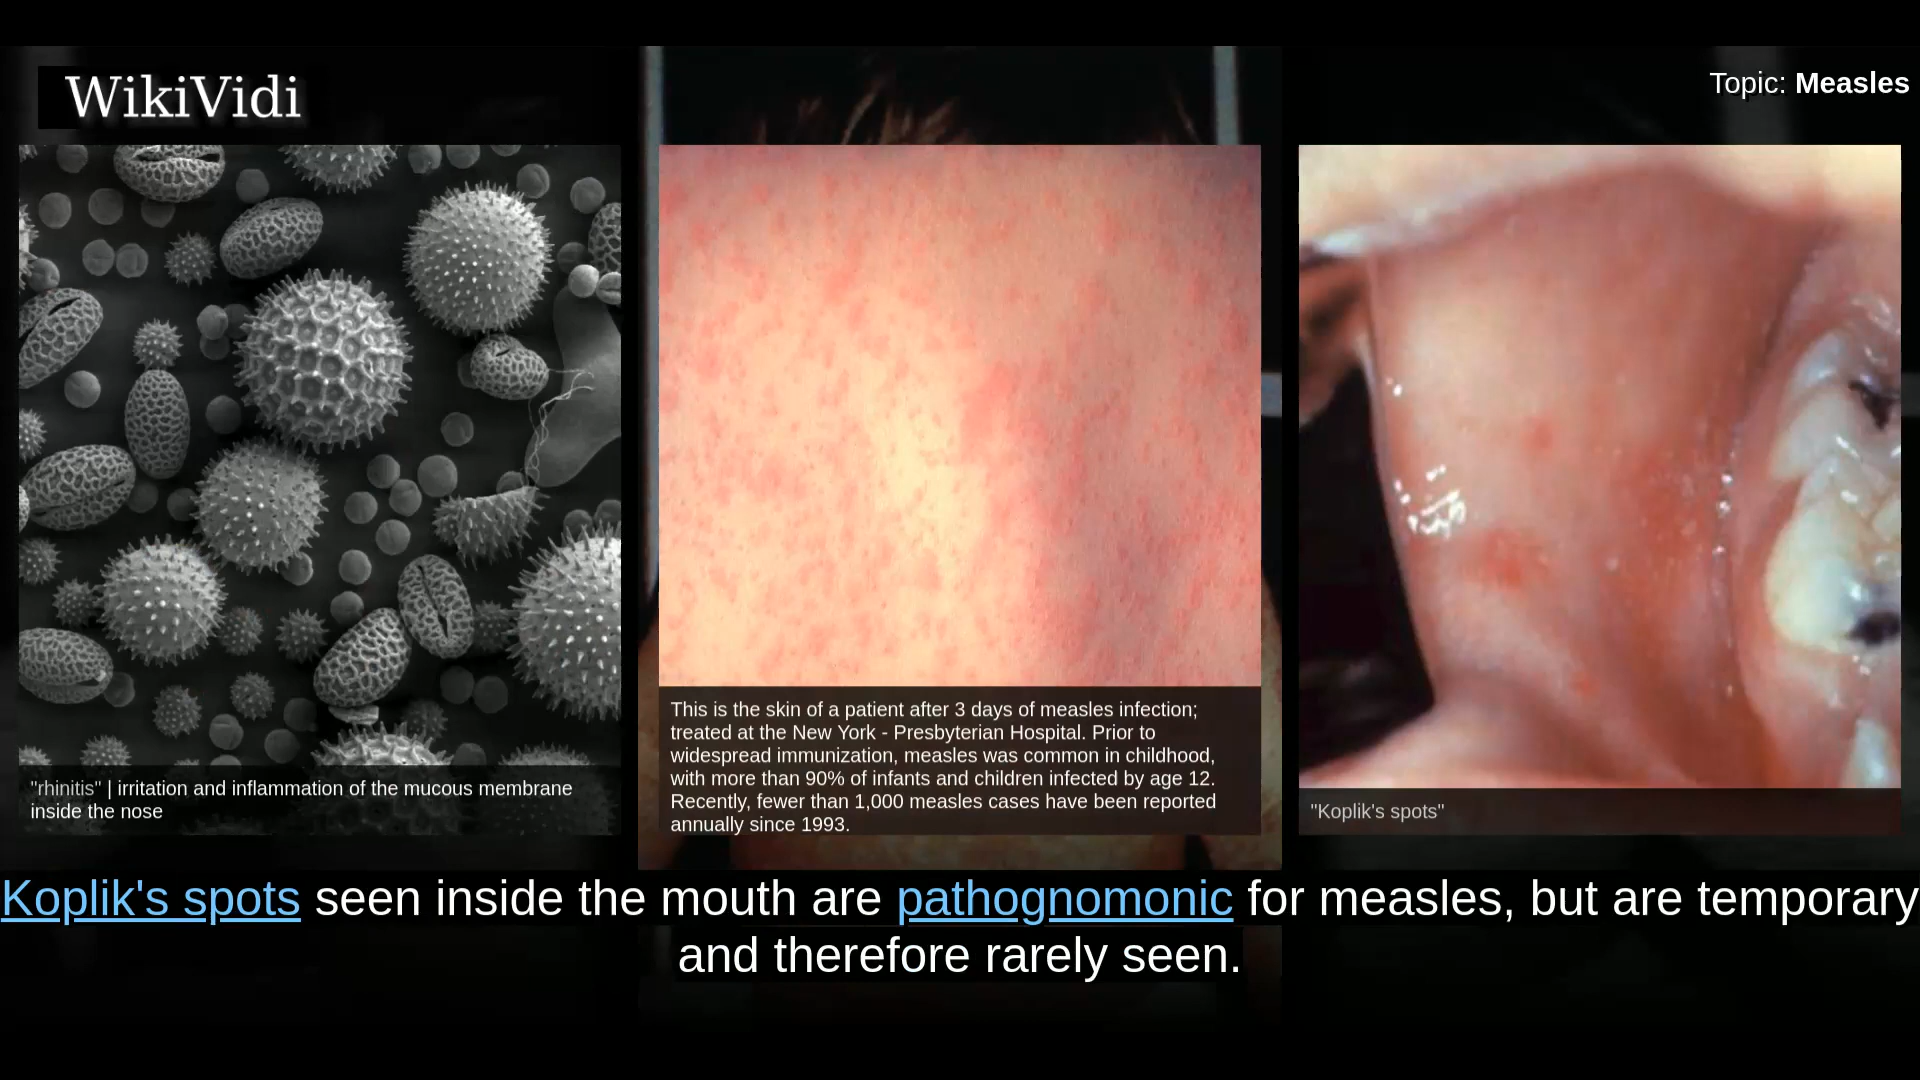 WikiVidi
Topic: Measles
"rhinitis" | irritation and inflammation of the mucous membrane
inside the nose
This is the skin of a patient after 3 days of measles infection;
treated at the New York - Presbyterian Hospital. Prior to
widespread immunization, measles was common in childhood,
with more than 90% of infants and children infected by age 12.
Recently, fewer than 1,000 measles cases have been reported
annually since 1993.
"Koplik's spots"
Koplik's spots seen inside the mouth are pathognomonic for measles, but are temporary
and therefore rarely seen.